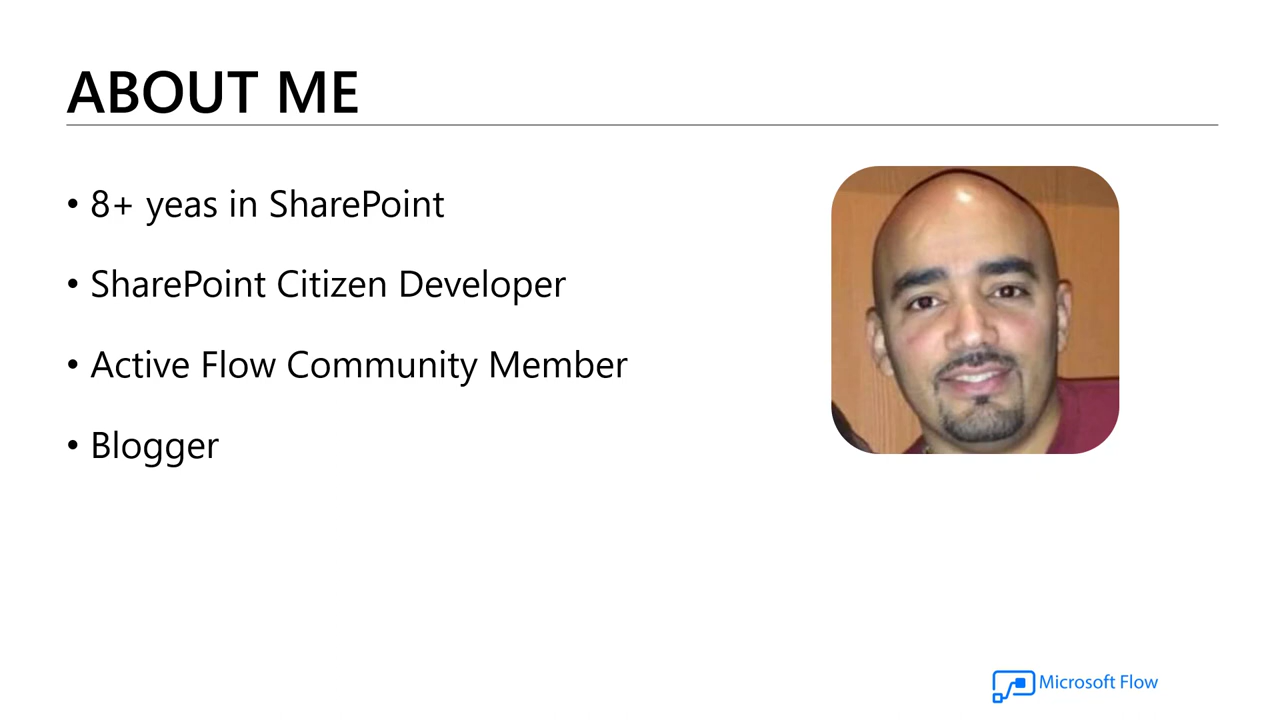 ABOUT ME
• 8+ yeas in SharePoint
• SharePoint Citizen Developer
• Active Flow Community Member
• Blogger
Microsoft Flow